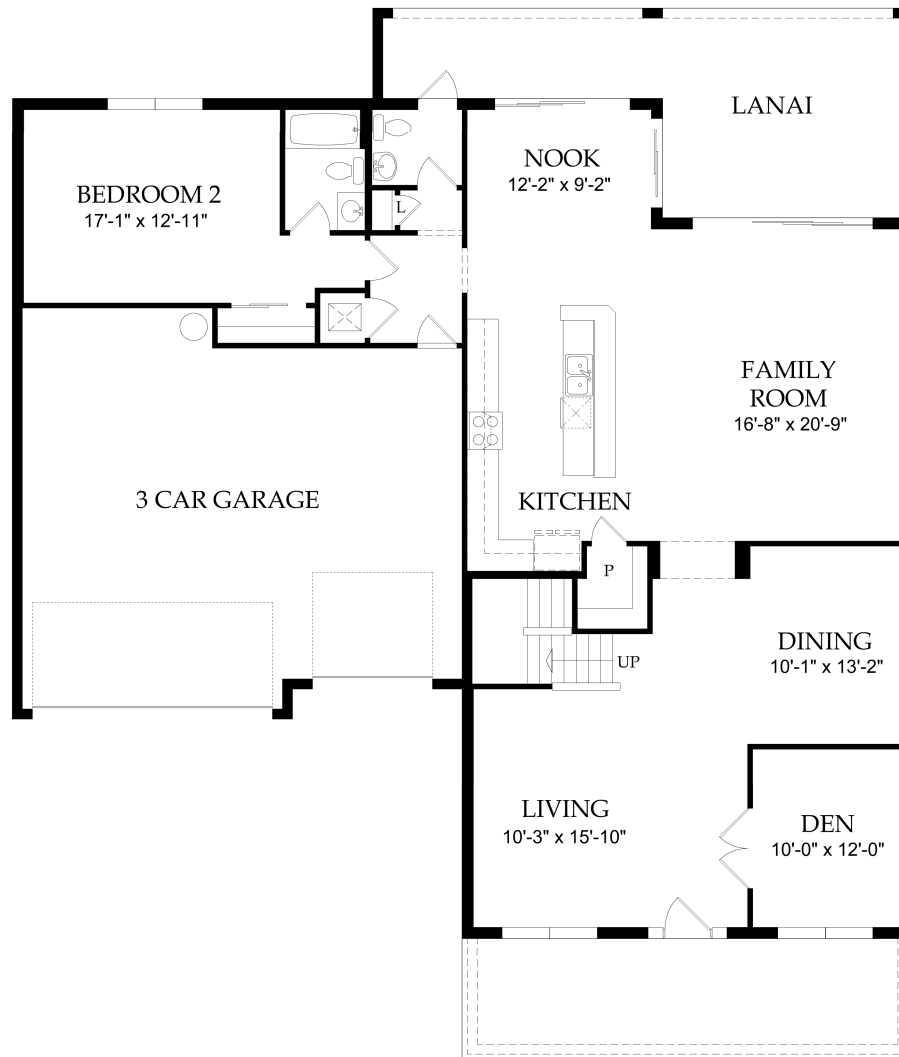 LANAI
NOOK
12'-2" x 9'-2"
BEDROOM 2
17'-1" x 12'-11"
L
FAMILY
ROOM
16'-8" x 20'-9"
3 CAR GARAGE
KITCHEN
P
DINING
10'-1" x 13'-2"
UP
LIVING
10'-3" x 15'-10"
DEN
10'-0" x 12'-0"